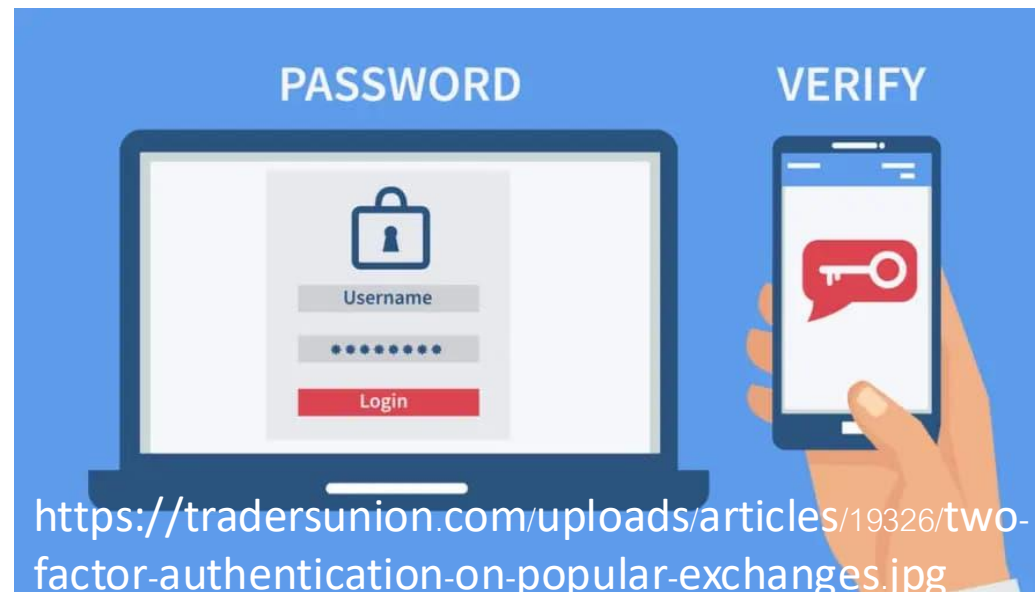 PASSWORD
VERIFY
Username
********
Login
https://tradersunion.com/uploads/articles/19326/two-
factor-authentication-on-popular-exchanges.jpg